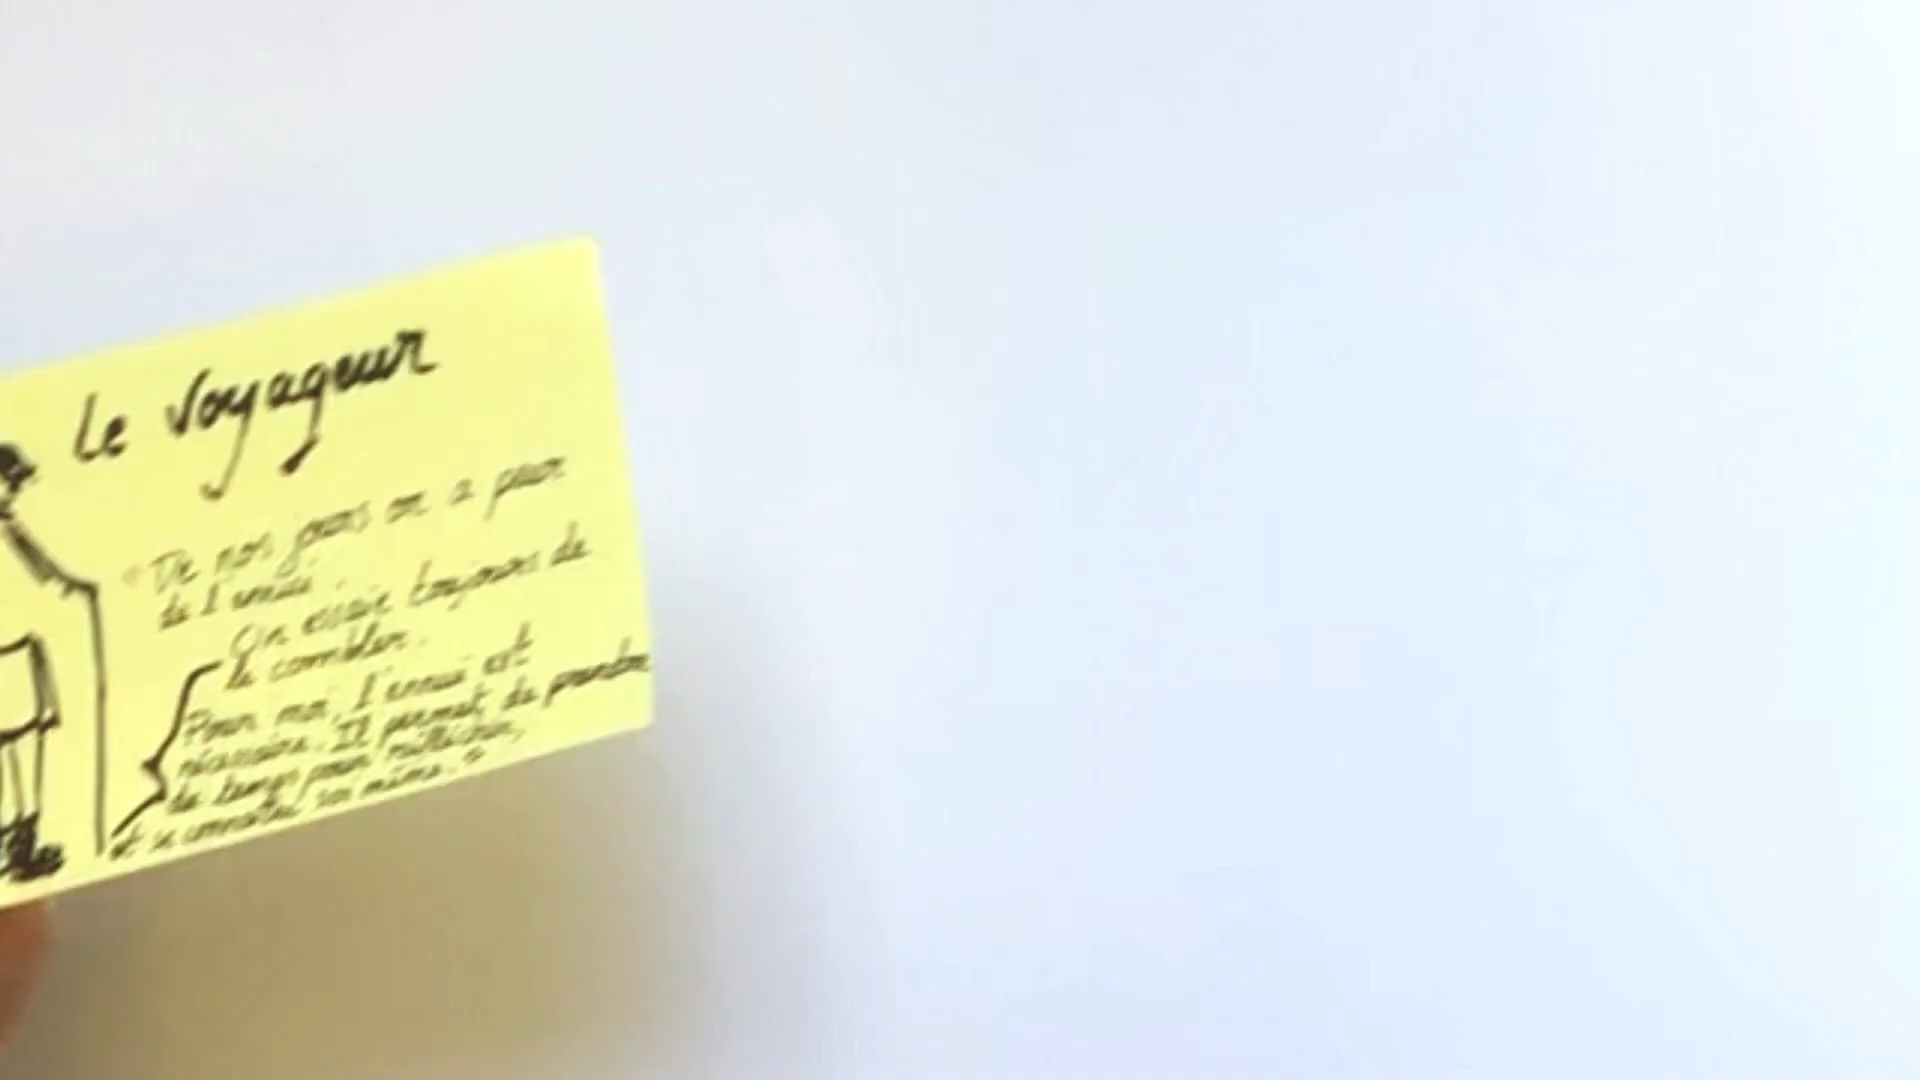 Le Voyageur
"De nos jours on a peur
de l'ennui.
On essaie toujours de
le combler.
Pour moi, l'ennui est
nécessaire. Il permet de prendre
du temps pour réfléchir,
et se connaître soi même."